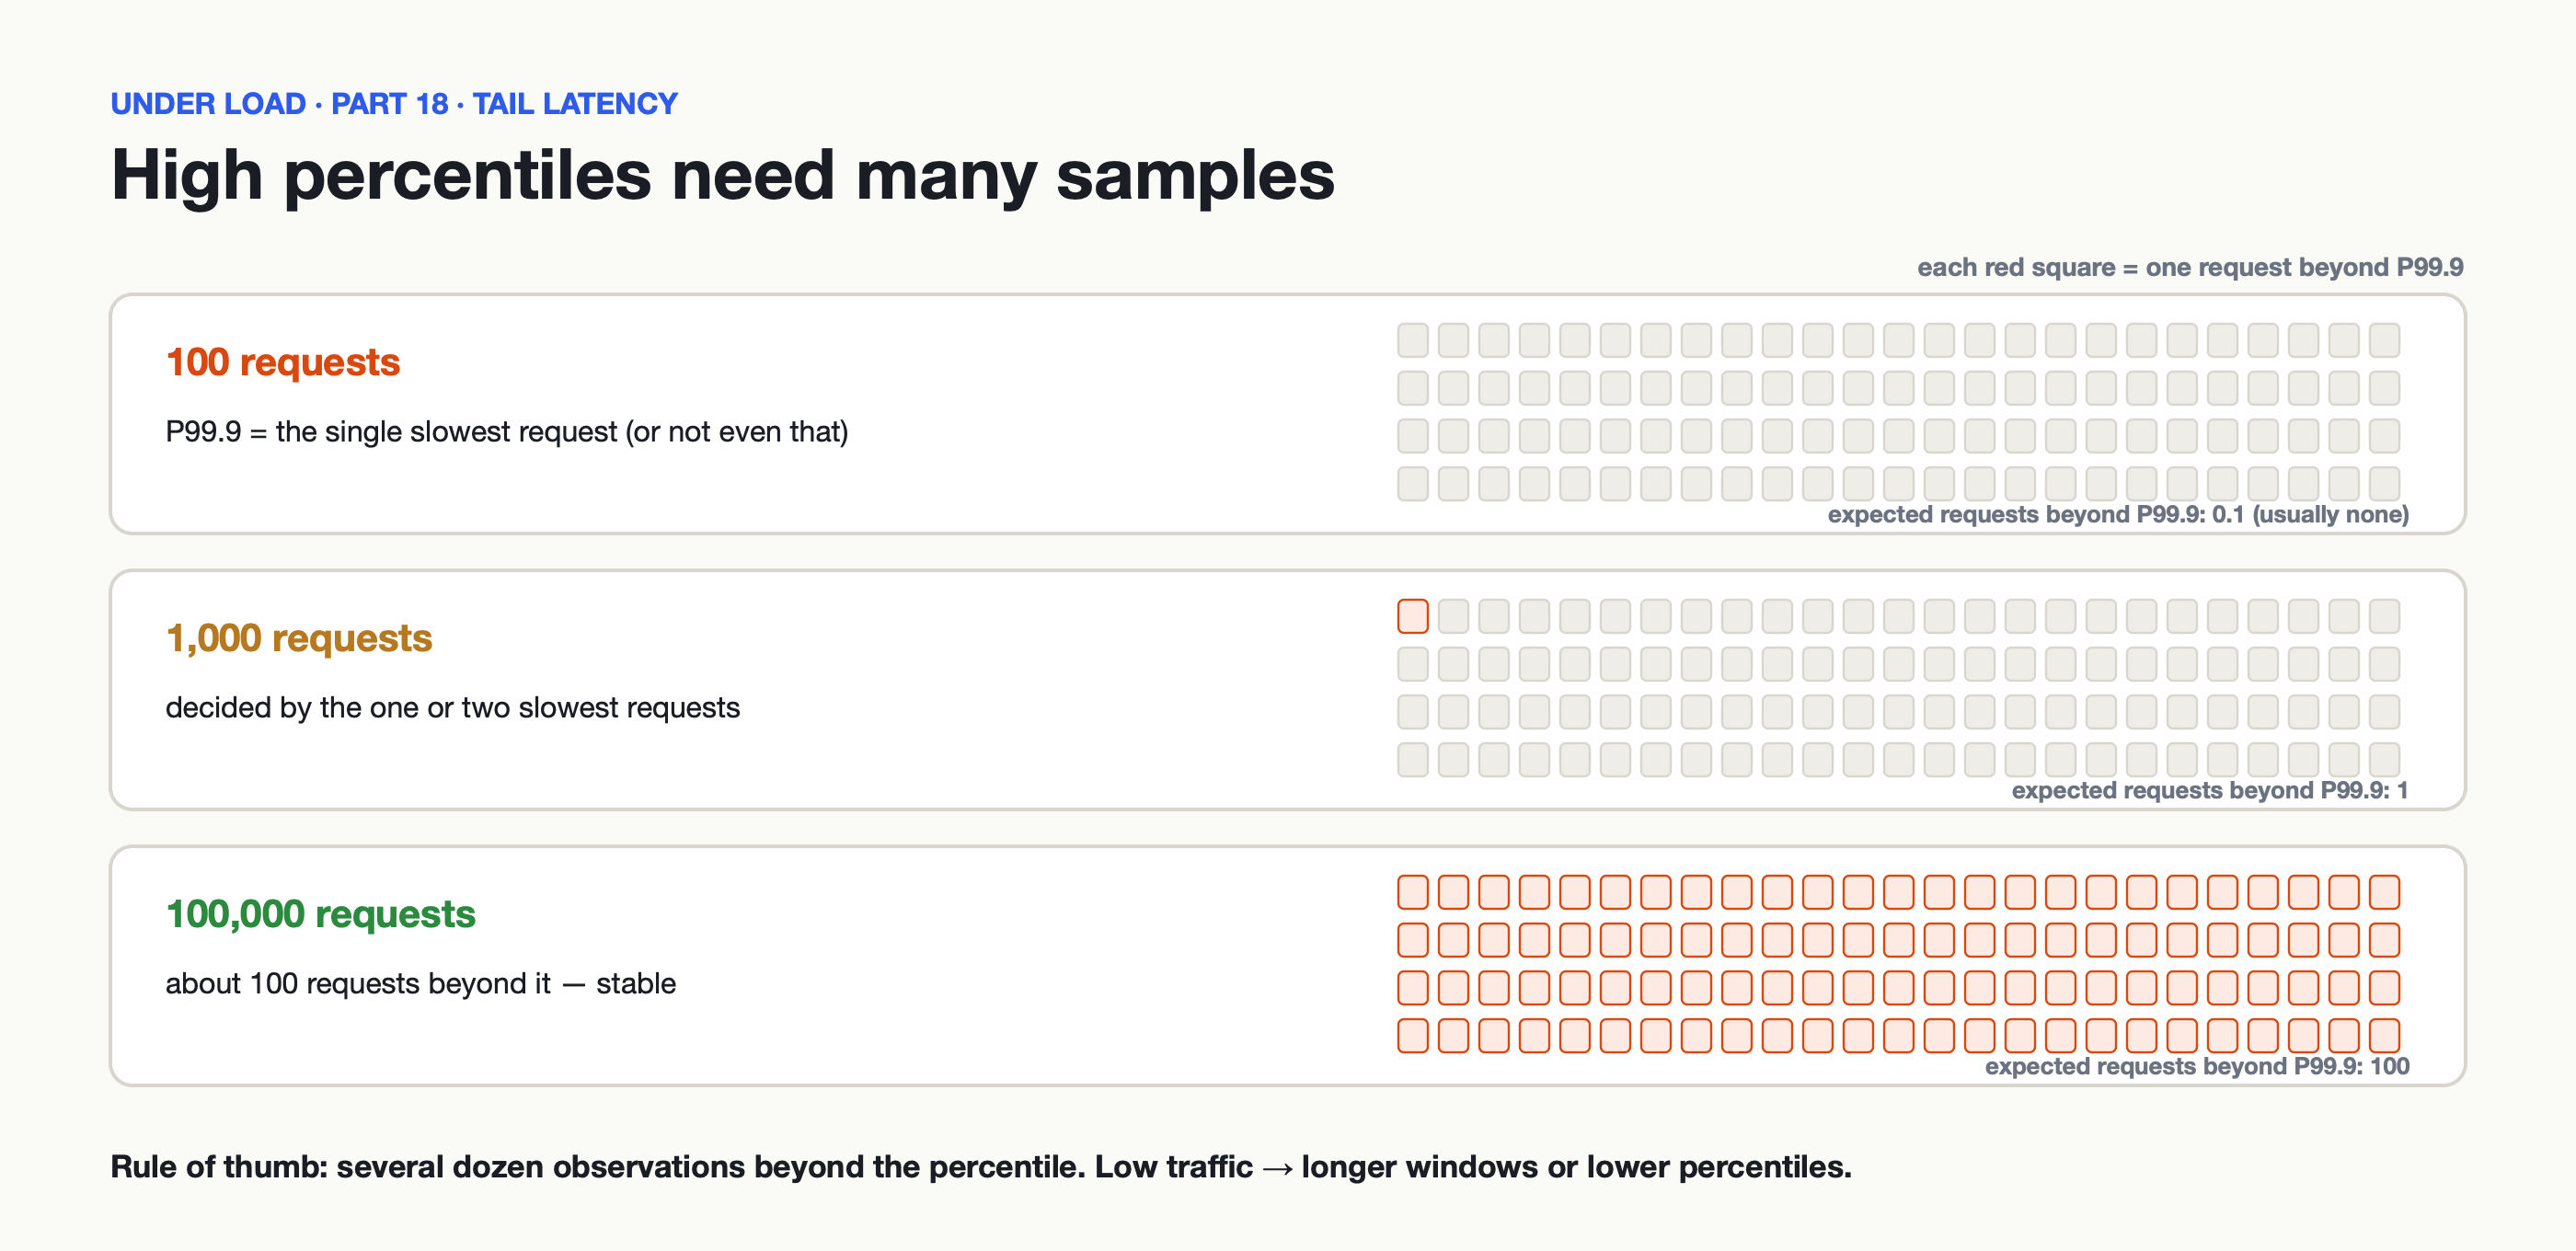 UNDER LOAD · PART 18 · TAIL LATENCY
High percentiles need many samples
each red square = one request beyond P99.9
100 requests
P99.9 = the single slowest request (or not even that)
expected requests beyond P99.9: 0.1 (usually none)
1,000 requests
decided by the one or two slowest requests
expected requests beyond P99.9: 1
100,000 requests
about 100 requests beyond it — stable
expected requests beyond P99.9: 100
Rule of thumb: several dozen observations beyond the percentile. Low traffic → longer windows or lower percentiles.